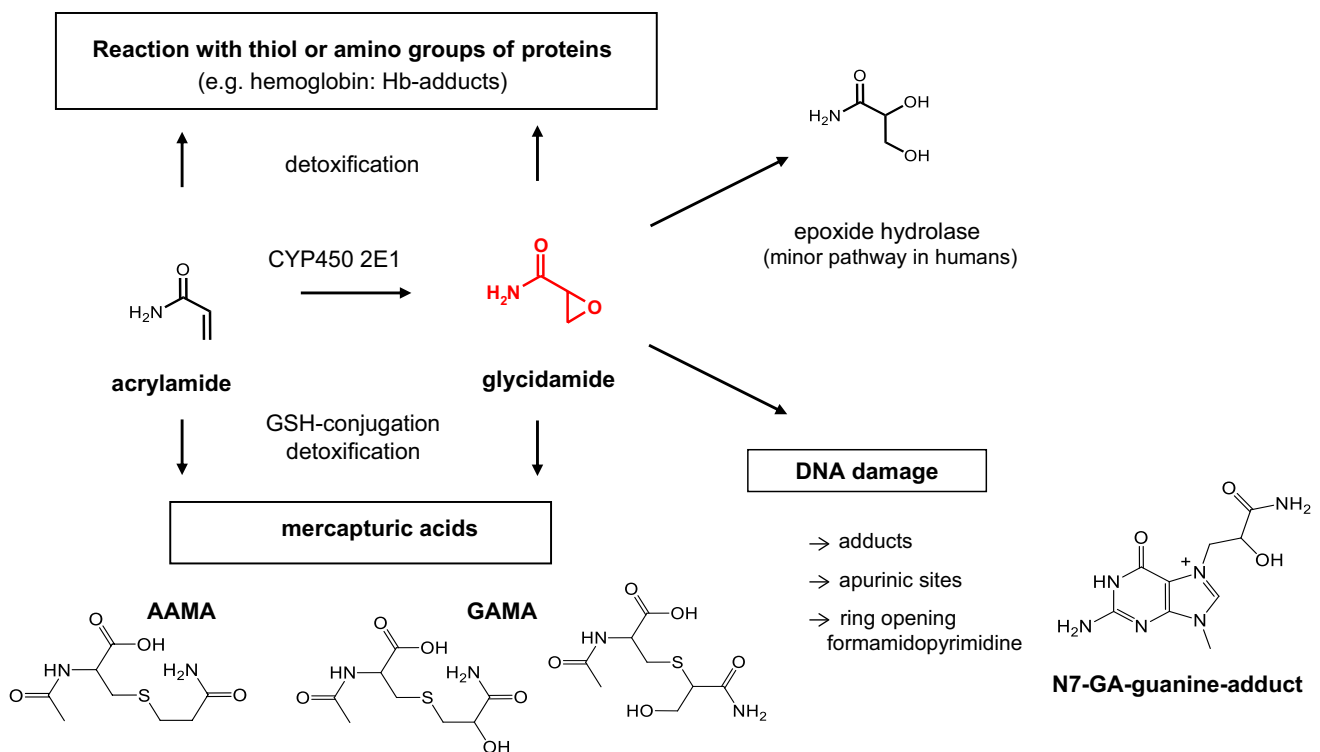 Reaction with thiol or amino groups of proteins
(e.g. hemoglobin: Hb-adducts)
detoxification
O
H₂N
OH
OH
epoxide hydrolase
(minor pathway in humans)
CYP450 2E1
O
H₂N
acrylamide
O
H₂N
O
glycidamide
GSH-conjugation
detoxification
mercapturic acids
DNA damage
→ adducts
→ apurinic sites
→ ring opening
formamidopyrimidine
O
NH₂
OH
O
N
+
HN
H₂N
N
N
N7-GA-guanine-adduct
AAMA
O
OH
HN
O
S
H₂N
O
GAMA
O
OH
HN
O
S
H₂N
O
OH
O
OH
HN
O
S
O
HO
NH₂